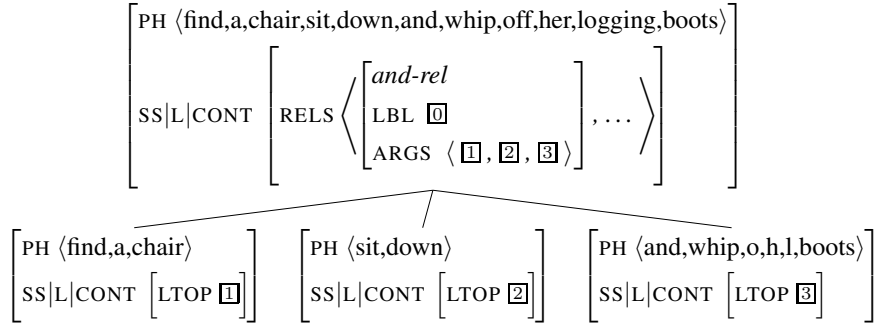 PH ⟨find,a,chair,sit,down,and,whip,off,her,logging,boots⟩
and-rel
SS|L|CONT RELS LBL 0 , ...
ARGS ⟨ 1 , 2 , 3 ⟩
PH ⟨find,a,chair⟩ PH ⟨sit,down⟩ PH ⟨and,whip,o,h,l,boots⟩
SS|L|CONT [LTOP 1] SS|L|CONT [LTOP 2] SS|L|CONT [LTOP 3]